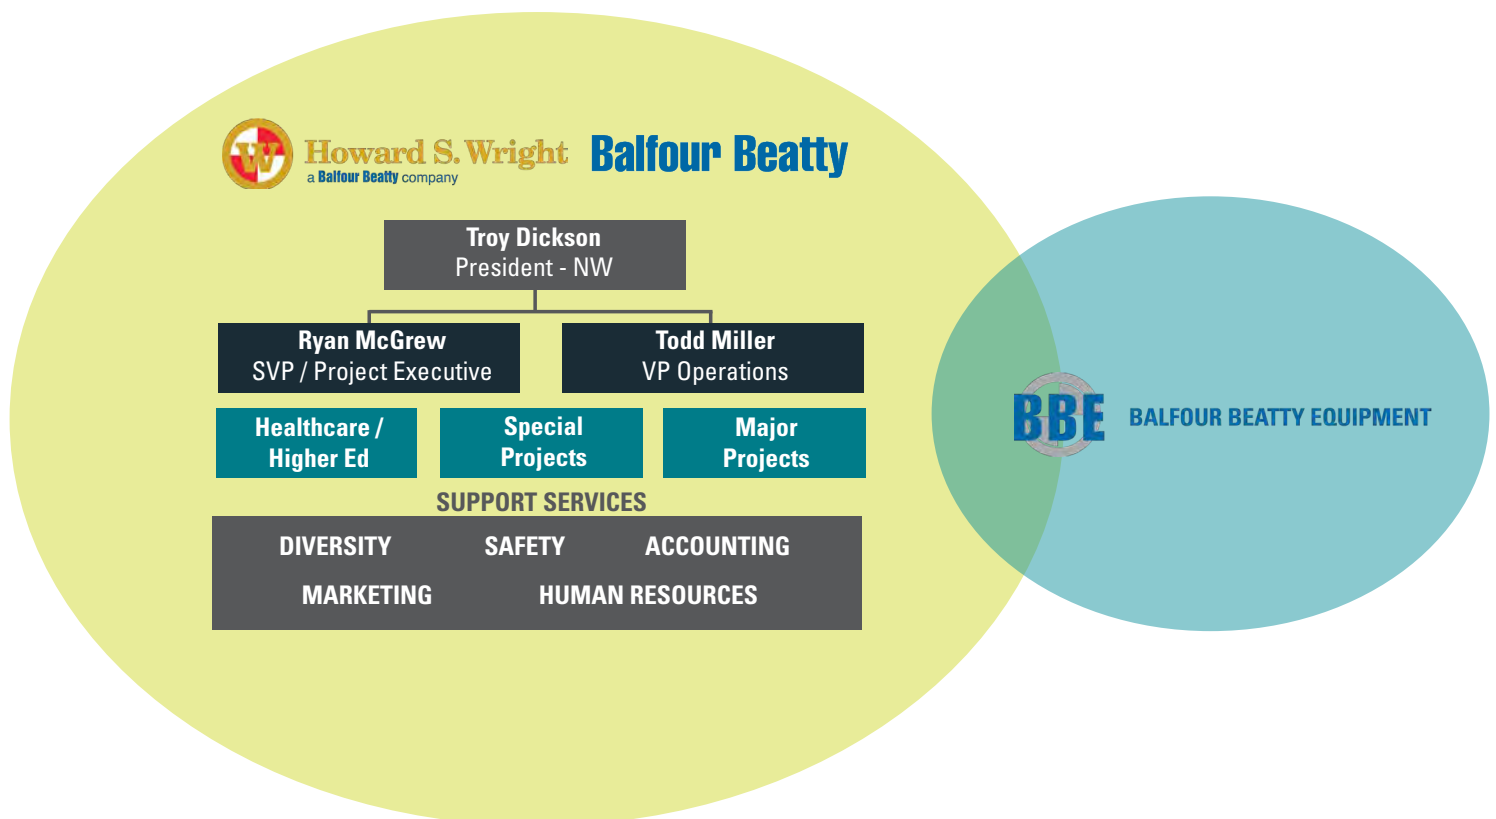 W
Howard S. Wright
a Balfour Beatty company
Balfour Beatty
Troy Dickson
President - NW
Ryan McGrew
SVP / Project Executive
Todd Miller
VP Operations
Healthcare /
Higher Ed
Special
Projects
Major
Projects
SUPPORT SERVICES
DIVERSITY SAFETY ACCOUNTING
MARKETING HUMAN RESOURCES
BBE BALFOUR BEATTY EQUIPMENT